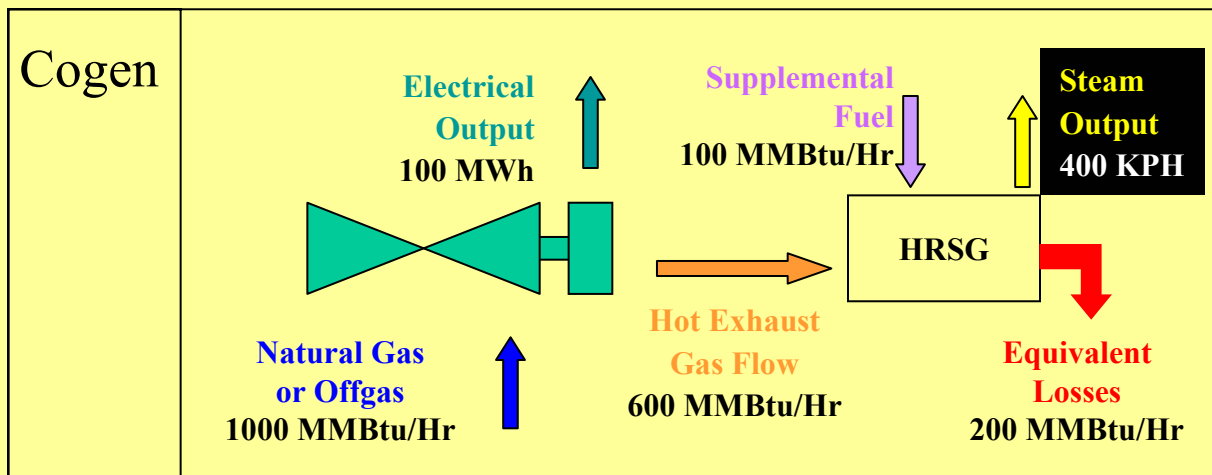 Cogen
Electrical
Output
100 MWh
Supplemental
Fuel
100 MMBtu/Hr
Steam
Output
400 KPH
HRSG
Natural Gas
or Offgas
1000 MMBtu/Hr
Hot Exhaust
Gas Flow
600 MMBtu/Hr
Equivalent
Losses
200 MMBtu/Hr